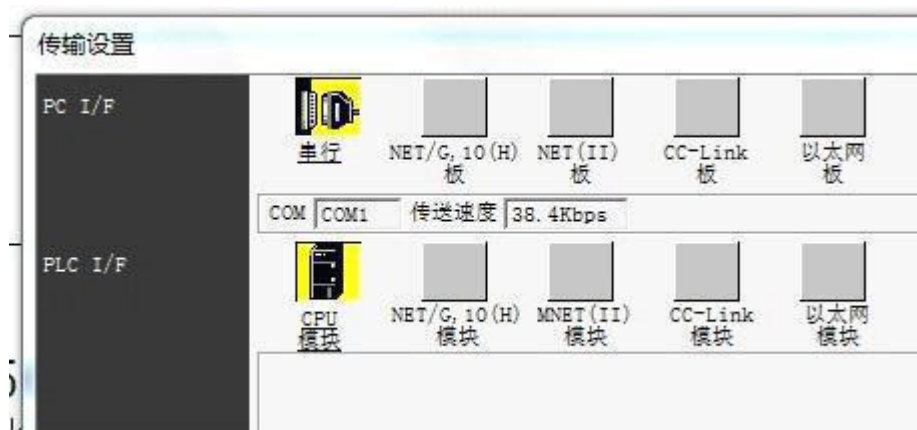 传输设置
PC I/F
串行
NET/G, 10(H)
板
NET(II)
板
CC-Link
板
以太网
板
COM COM1 传送速度 38.4Kbps
PLC I/F
CPU
模块
NET/G, 10(H)
模块
MNET(II)
模块
CC-Link
模块
以太网
模块